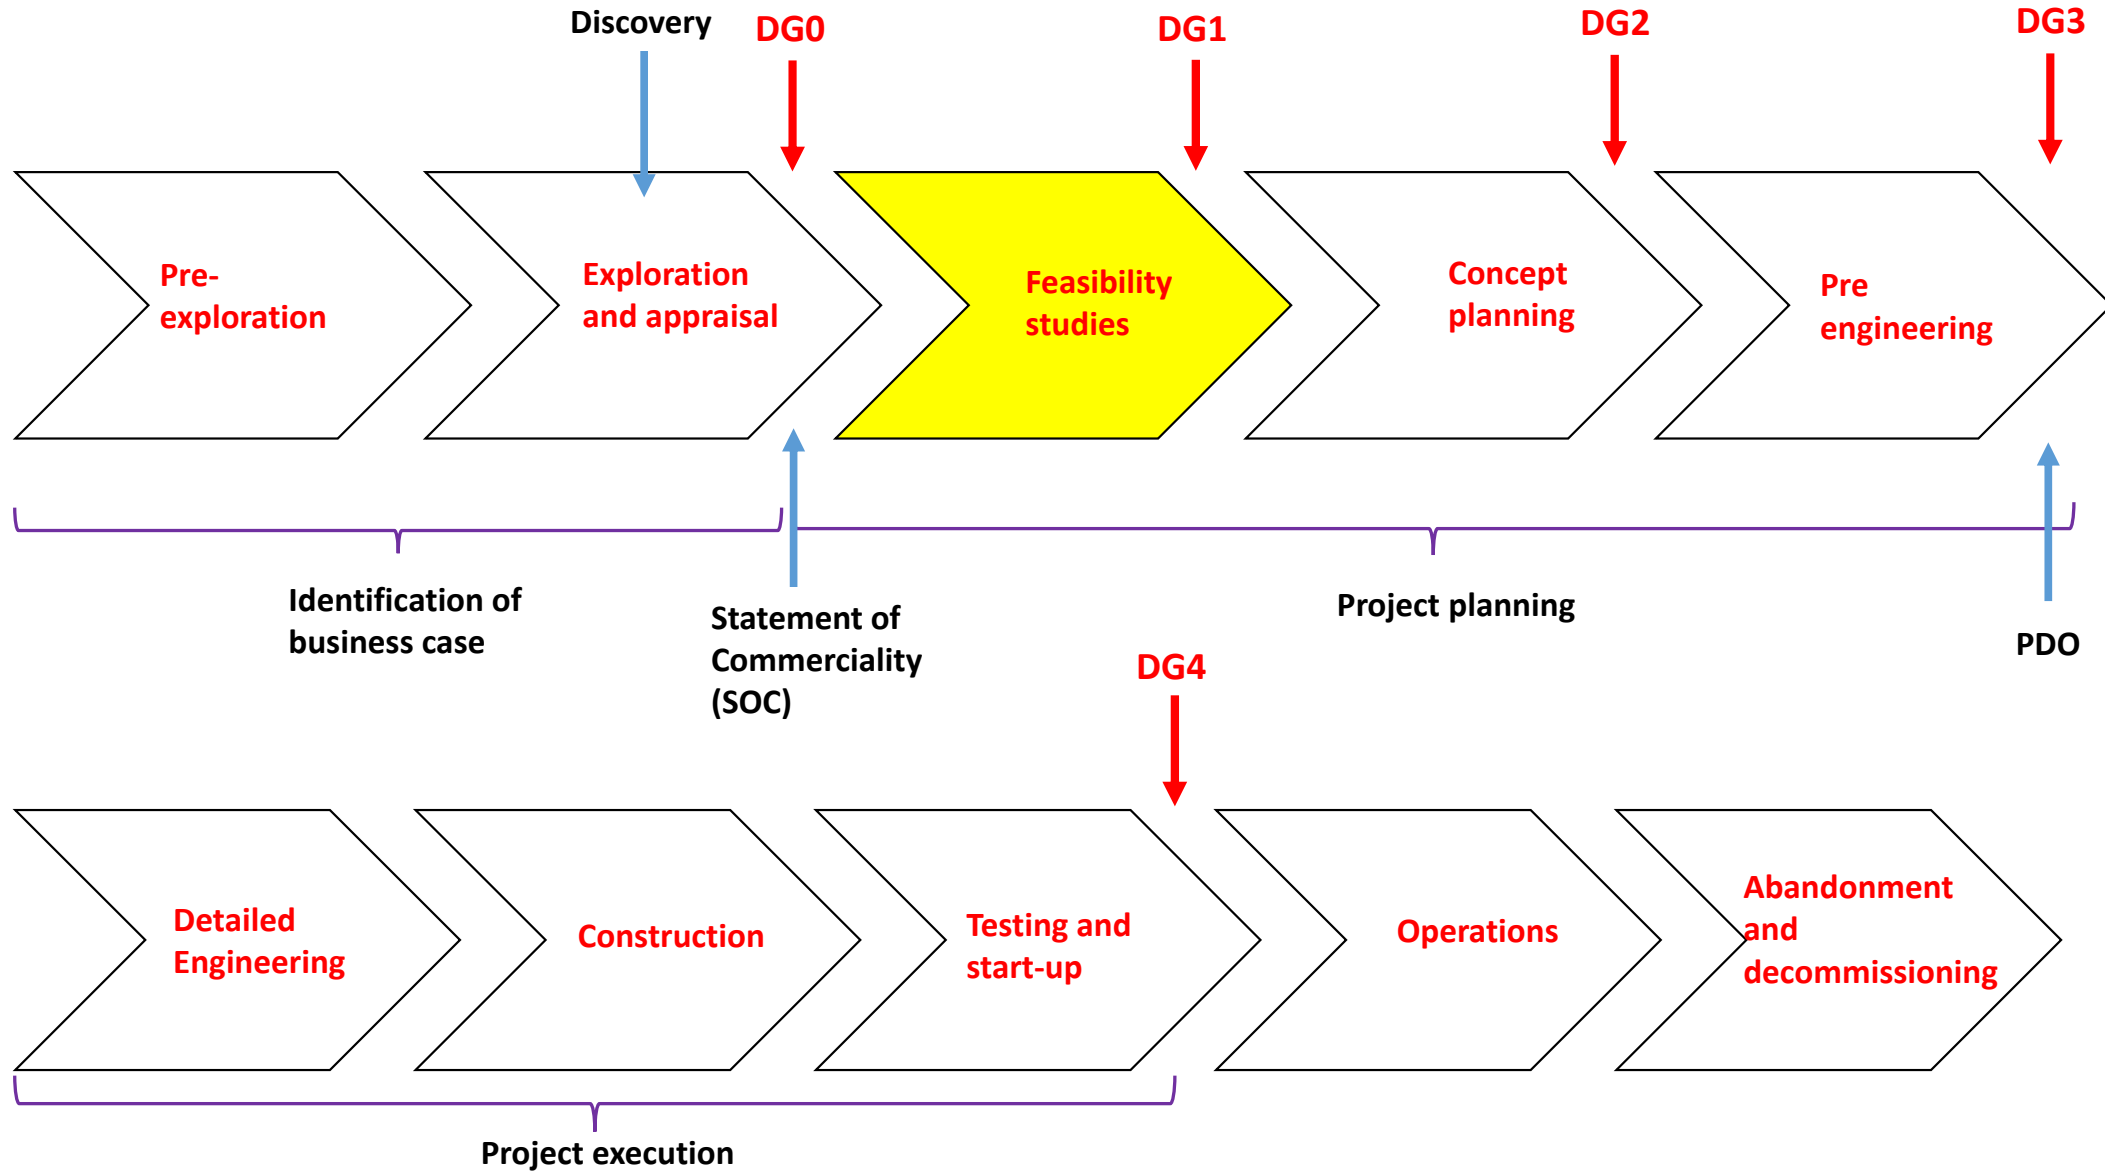 Discovery
DG0
DG1
DG2
DG3
Pre-
exploration
Exploration
and appraisal
Feasibility
studies
Concept
planning
Pre
engineering
Identification of
business case
Statement of
Commerciality
(SOC)
Project planning
PDO
DG4
Detailed
Engineering
Construction
Testing and
start-up
Operations
Abandonment
and
decommissioning
Project execution